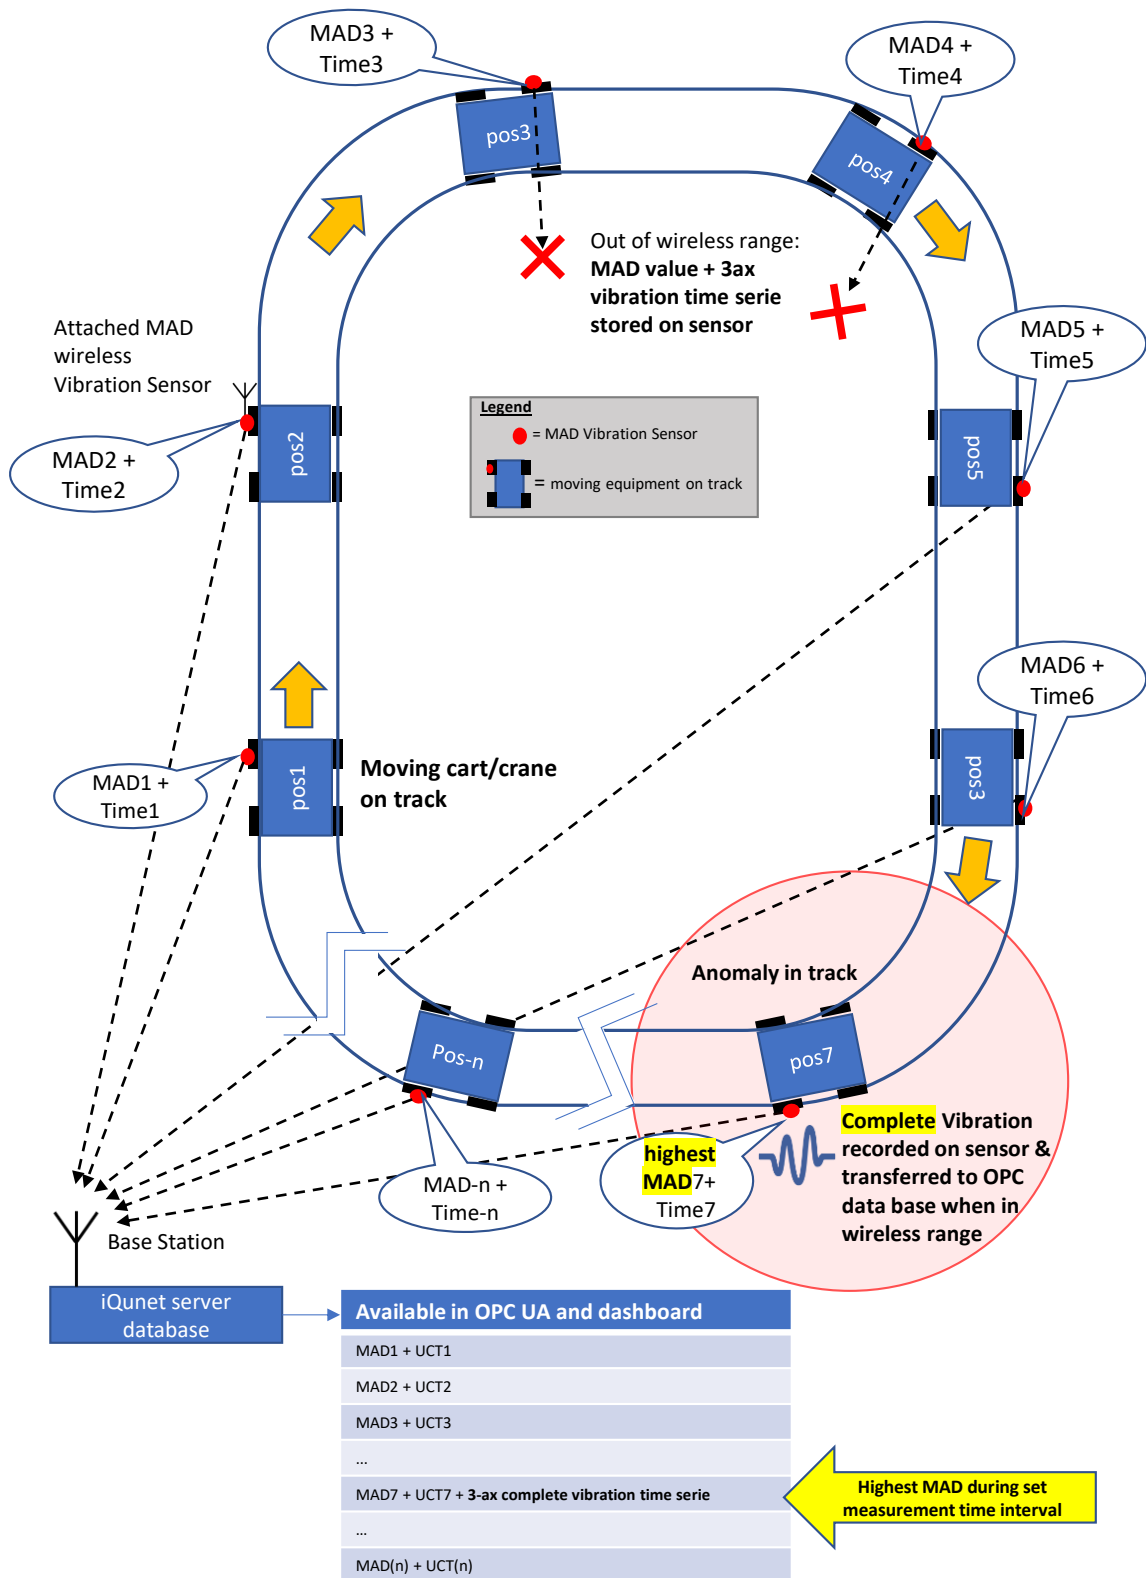 MAD3 +
Time3
MAD4 +
Time4
pos3
pos4
Out of wireless range:
MAD value + 3ax
vibration time serie
stored on sensor
Attached MAD
wireless
Vibration Sensor
MAD5 +
Time5
Legend
= MAD Vibration Sensor
= moving equipment on track
pos2
MAD2 +
Time2
pos5
MAD6 +
Time6
MAD1 +
Time1
pos1
Moving cart/crane
on track
pos3
Anomaly in track
Pos-n
pos7
MAD-n +
Time-n
highest
MAD7+
Time7
Complete Vibration
recorded on sensor &
transferred to OPC
data base when in
wireless range
Base Station
iQunet server
database
Available in OPC UA and dashboard
MAD1 + UCT1
MAD2 + UCT2
MAD3 + UCT3
...
MAD7 + UCT7 + 3-ax complete vibration time serie
...
MAD(n) + UCT(n)
Highest MAD during set
measurement time interval